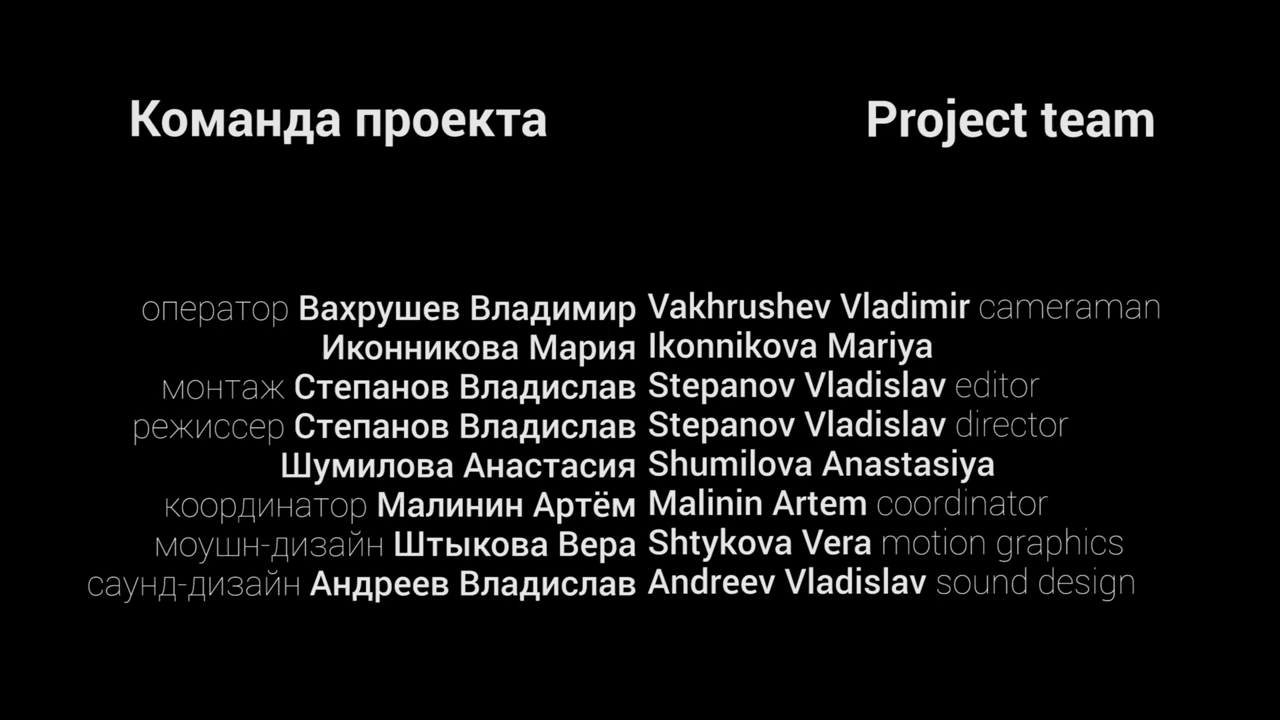 Команда проекта Project team
оператор Вахрушев Владимир Vakhrushev Vladimir cameraman
Иконникова Мария Ikonnikova Mariya
монтаж Степанов Владислав Stepanov Vladislav editor
режиссер Степанов Владислав Stepanov Vladislav director
Шумилова Анастасия Shumilova Anastasiya
координатор Малинин Артём Malinin Artem coordinator
моушн-дизайн Штыкова Вера Shtykova Vera motion graphics
саунд-дизайн Андреев Владислав Andreev Vladislav sound design